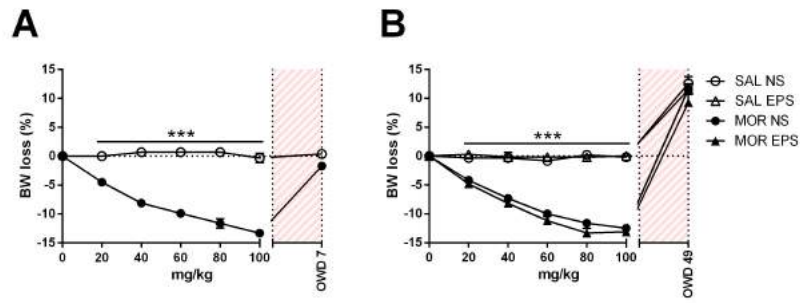 A
BW loss (%)
15
10
5
0
-5
-10
-15
***
0 20 40 60 80 100
mg/kg
OWD 7
B
BW loss (%)
15
10
5
0
-5
-10
-15
***
0 20 40 60 80 100
mg/kg
OWD 49
SAL NS
SAL EPS
MOR NS
MOR EPS